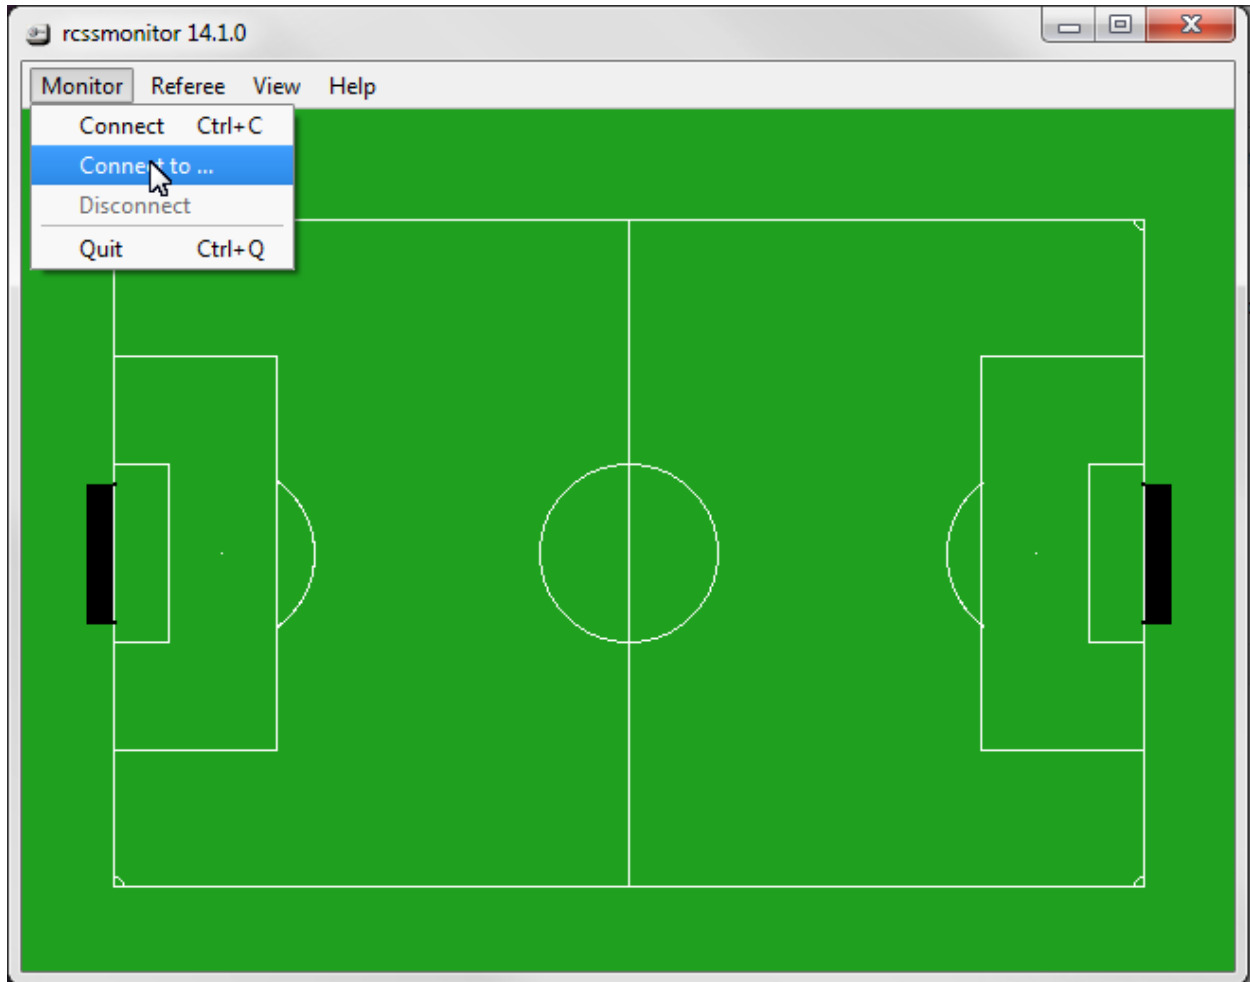 rcssmonitor 14.1.0
Monitor Referee View Help
Connect Ctrl+C
Connect to ...
Disconnect
Quit Ctrl+Q